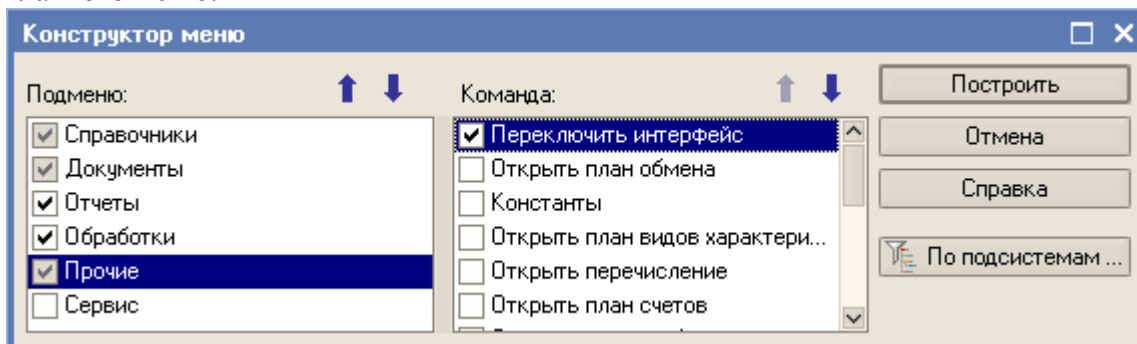 Конструктор меню
Подменю:
Справочники
Документы
Отчеты
Обработки
Прочие
Сервис
Команда:
Переключить интерфейс
Открыть план обмена
Константы
Открыть план видов характери...
Открыть перечисление
Открыть план счетов
Построить
Отмена
Справка
По подсистемам ...